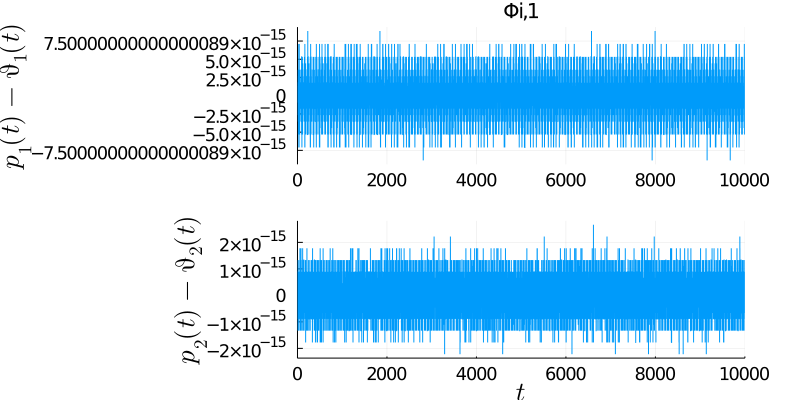 Φi,1
p₁(t) − ϑ₁(t)
7.500000000000000089×10⁻¹⁵
5.0×10⁻¹⁵
2.5×10⁻¹⁵
0
−2.5×10⁻¹⁵
−5.0×10⁻¹⁵
−7.500000000000000089×10⁻¹⁵
0 2000 4000 6000 8000 10000
p₂(t) − ϑ₂(t)
2×10⁻¹⁵
1×10⁻¹⁵
0
−1×10⁻¹⁵
−2×10⁻¹⁵
0 2000 4000 6000 8000 10000
t